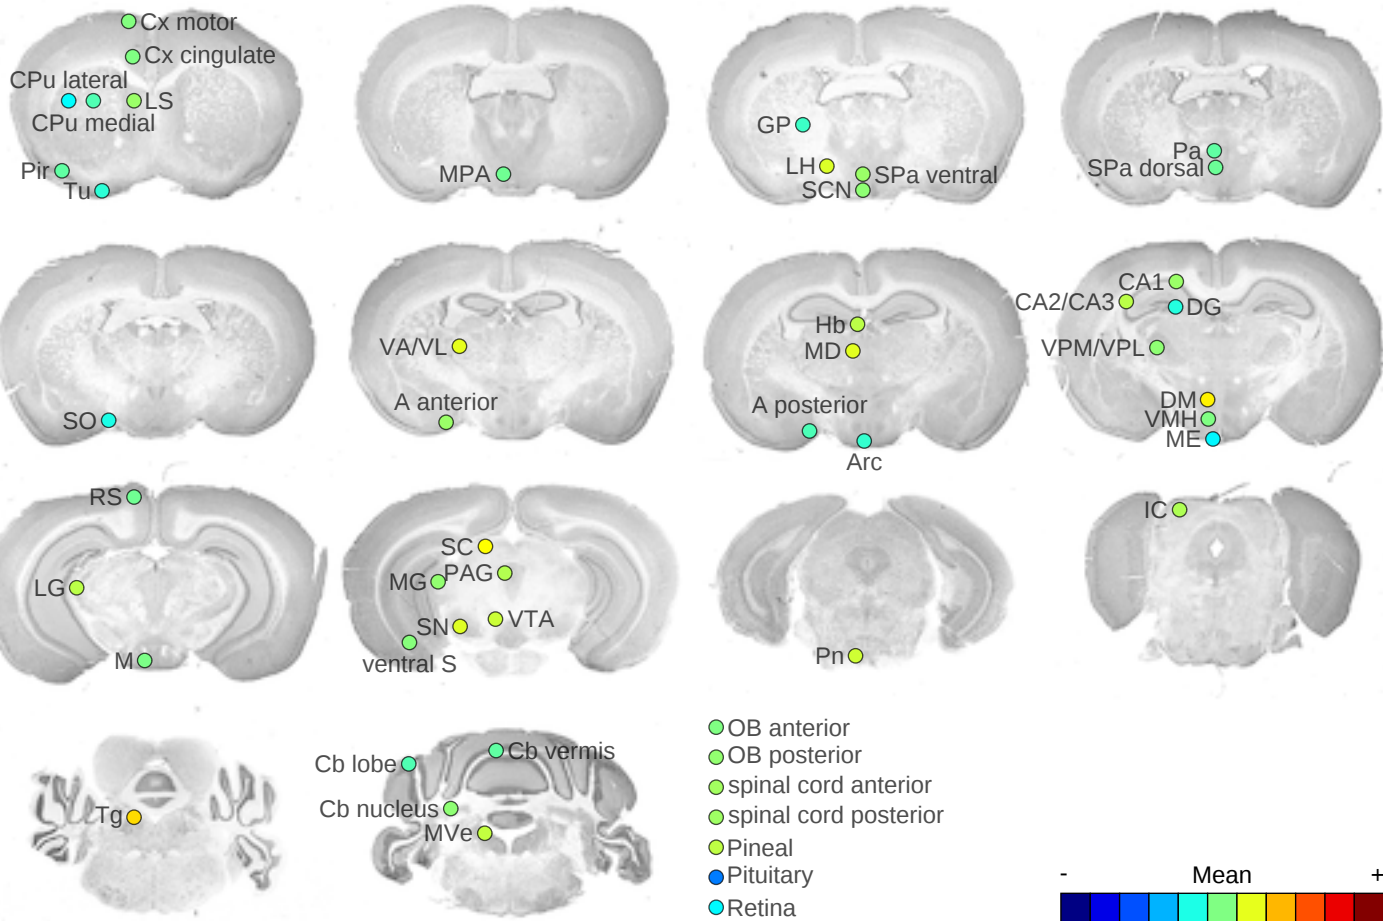 Cx motor
Cx cingulate
CPu lateral
LS
CPu medial
Pir
Tu
MPA
GP
LH
SPa ventral
SCN
Pa
SPa dorsal
SO
VA/VL
A anterior
Hb
MD
A posterior
Arc
CA1
CA2/CA3
DG
VPM/VPL
DM
VMH
ME
RS
LG
M
SC
PAG
MG
VTA
SN
ventral S
Pn
IC
Tg
Cb vermis
Cb lobe
Cb nucleus
MVe
OB anterior
OB posterior
spinal cord anterior
spinal cord posterior
Pineal
Pituitary
Retina
- Mean +